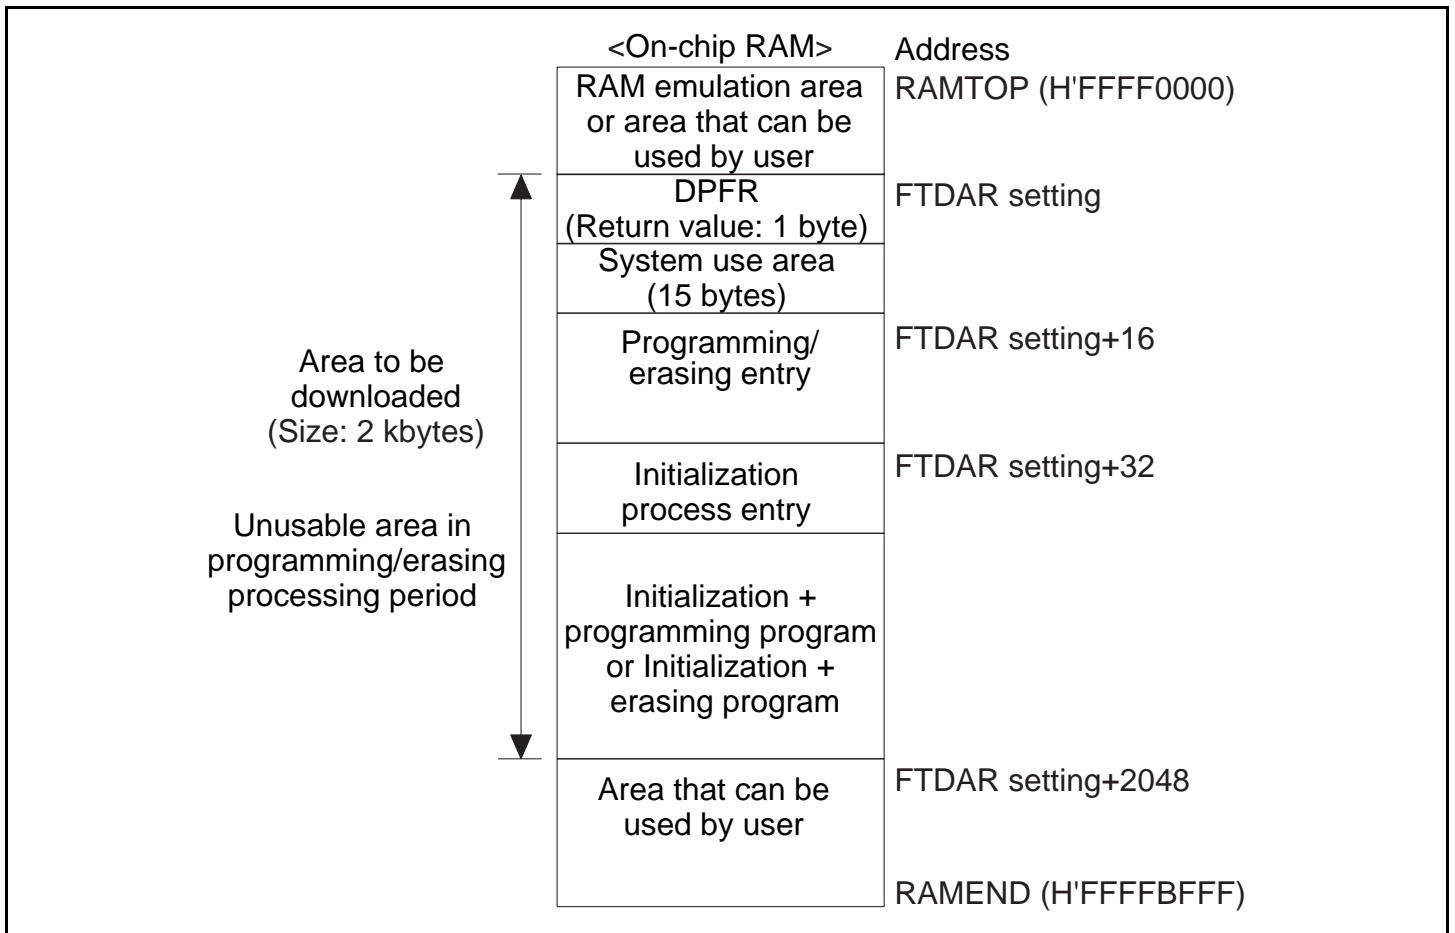 <On-chip RAM>
Address
RAM emulation area
or area that can be
used by user
RAMTOP (H'FFFF0000)
DPFR
(Return value: 1 byte)
FTDAR setting
System use area
(15 bytes)
Programming/
erasing entry
FTDAR setting+16
Area to be
downloaded
(Size: 2 kbytes)
Initialization
process entry
FTDAR setting+32
Unusable area in
programming/erasing
processing period
Initialization +
programming program
or Initialization +
erasing program
Area that can be
used by user
FTDAR setting+2048
RAMEND (H'FFFFBFFF)